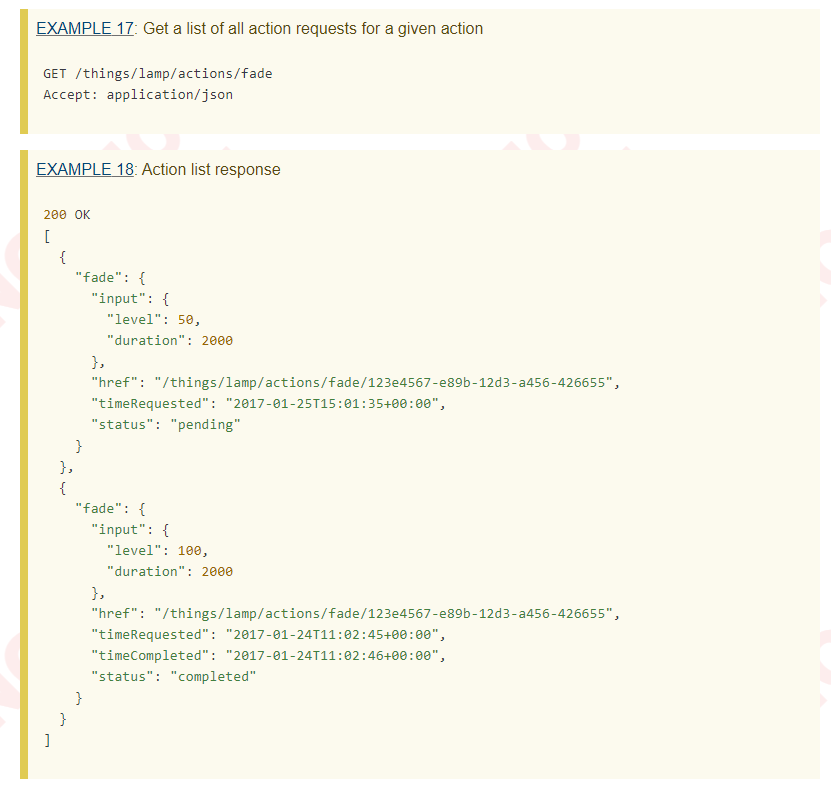 EXAMPLE 17: Get a list of all action requests for a given action
GET /things/lamp/actions/fade
Accept: application/json
EXAMPLE 18: Action list response
200 OK
[
  {
    "fade": {
      "input": {
        "level": 50,
        "duration": 2000
      },
      "href": "/things/lamp/actions/fade/123e4567-e89b-12d3-a456-426655",
      "timeRequested": "2017-01-25T15:01:35+00:00",
      "status": "pending"
    }
  },
  {
    "fade": {
      "input": {
        "level": 100,
        "duration": 2000
      },
      "href": "/things/lamp/actions/fade/123e4567-e89b-12d3-a456-426655",
      "timeRequested": "2017-01-24T11:02:45+00:00",
      "timeCompleted": "2017-01-24T11:02:46+00:00",
      "status": "completed"
    }
  }
]